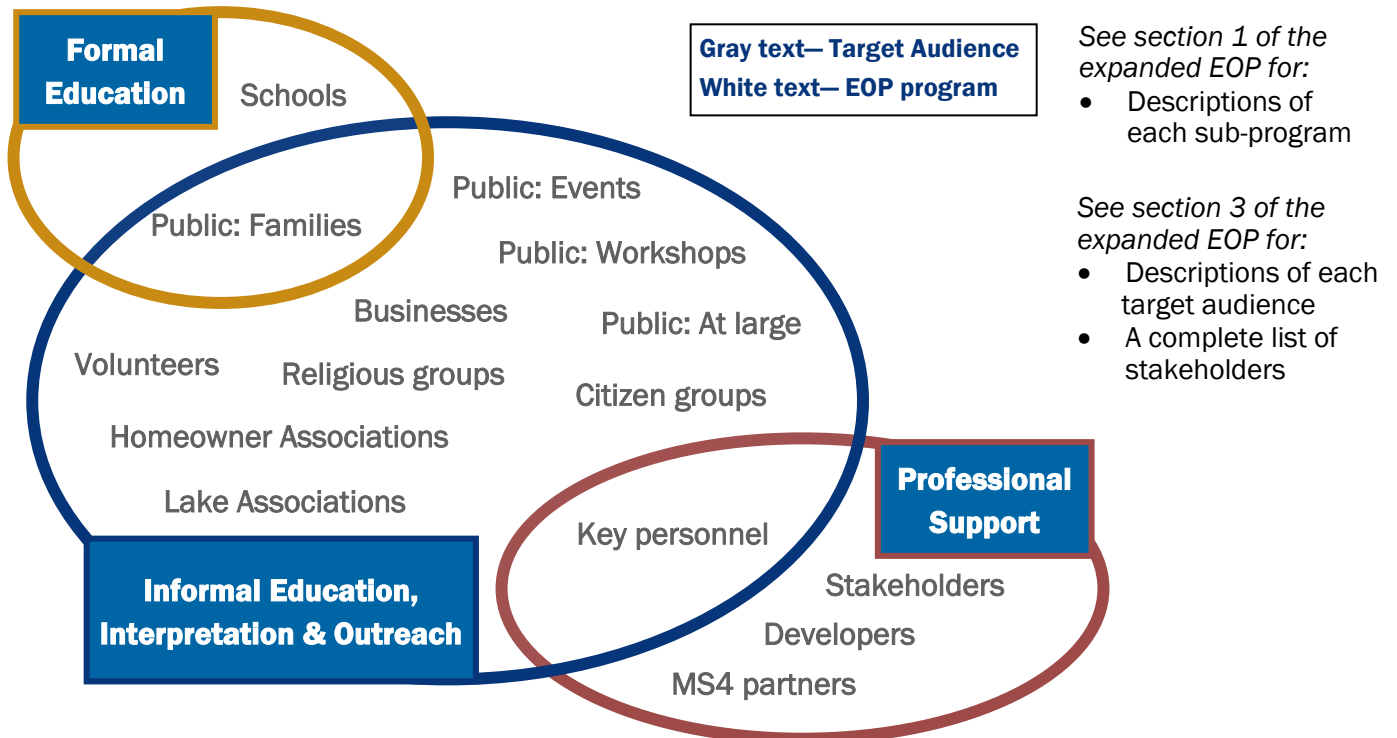 Formal
Education
Schools
Gray text— Target Audience
White text— EOP program
See section 1 of the
expanded EOP for:
• Descriptions of
each sub-program
See section 3 of the
expanded EOP for:
• Descriptions of each
target audience
• A complete list of
stakeholders
Public: Events
Public: Families
Public: Workshops
Businesses
Public: At large
Volunteers
Religious groups
Citizen groups
Homeowner Associations
Lake Associations
Key personnel
Professional
Support
Informal Education,
Interpretation & Outreach
Stakeholders
Developers
MS4 partners